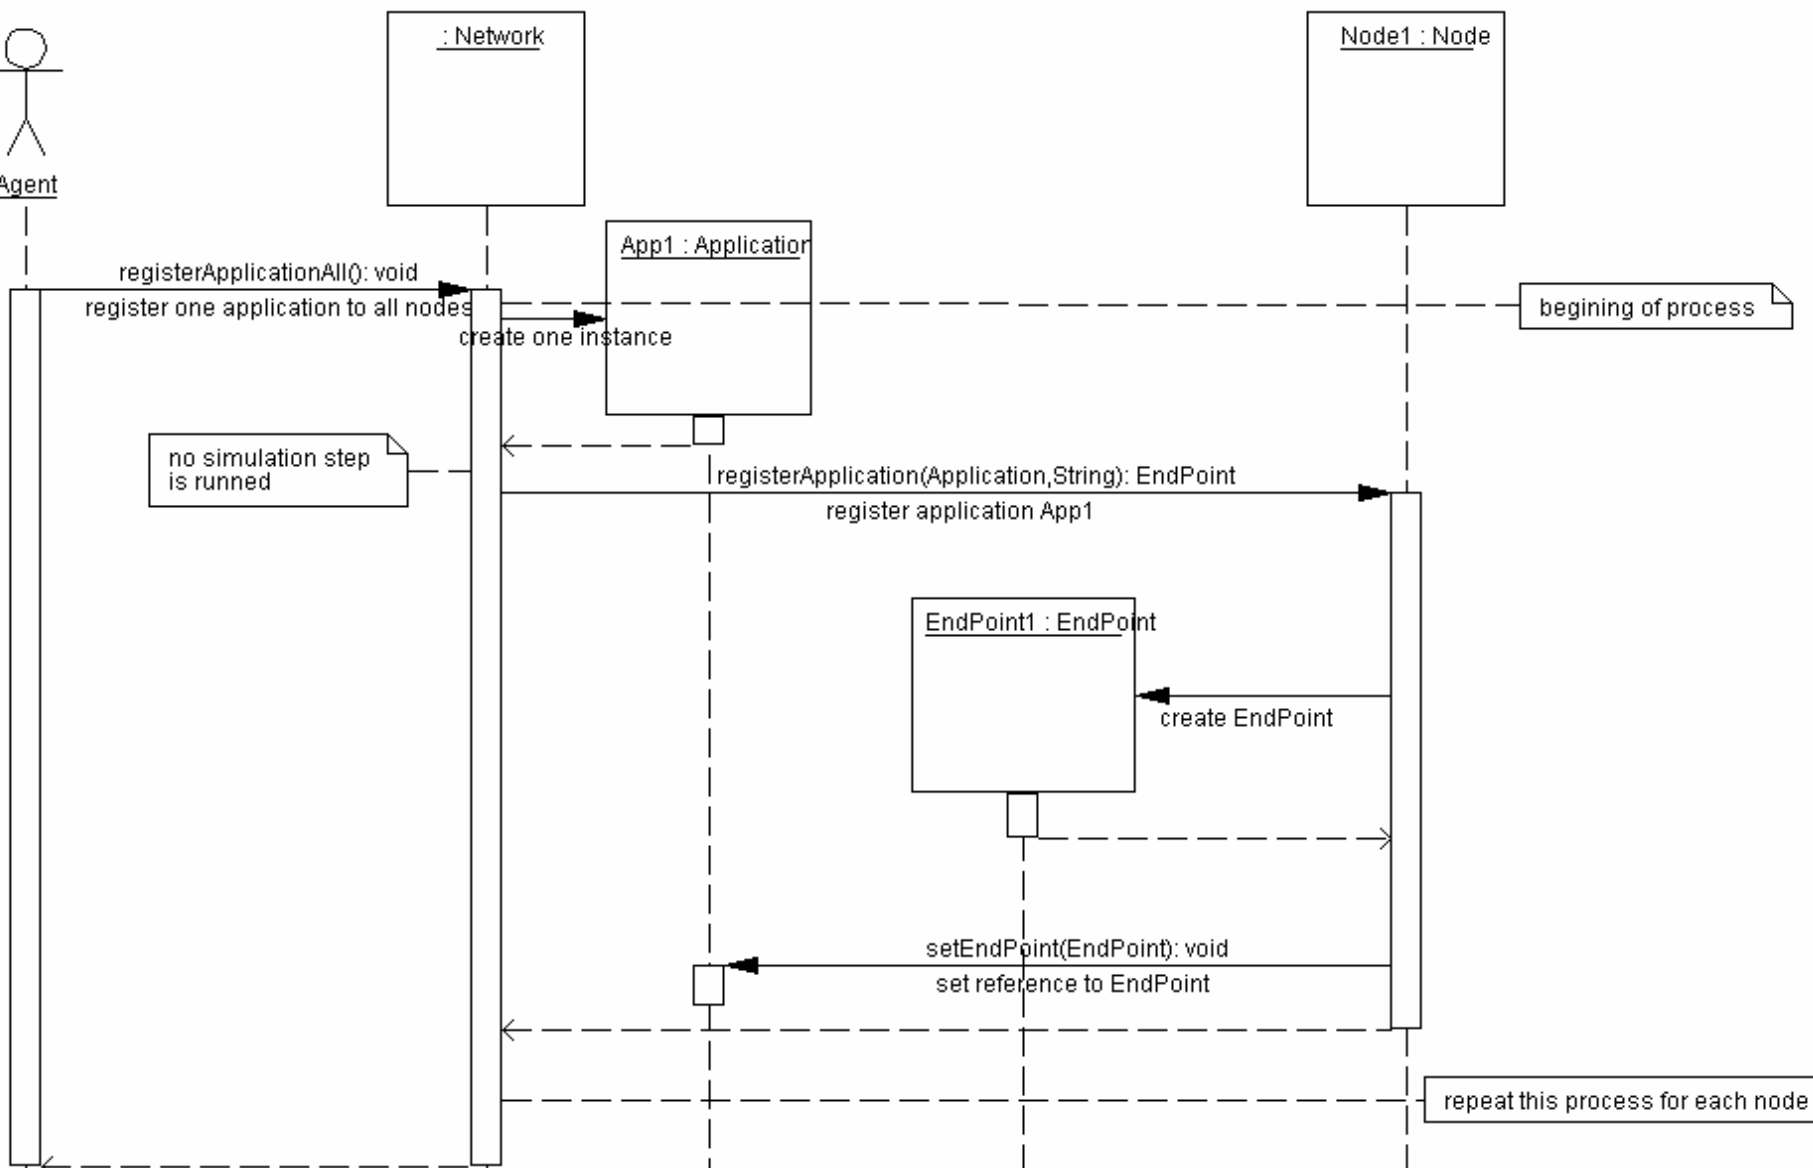 : Network
Node1 : Node
Agent
App1 : Application
registerApplicationAll(): void
register one application to all nodes
begining of process
create one instance
no simulation step
is runned
registerApplication(Application,String): EndPoint
register application App1
EndPoint1 : EndPoint
create EndPoint
setEndPoint(EndPoint): void
set reference to EndPoint
repeat this process for each node